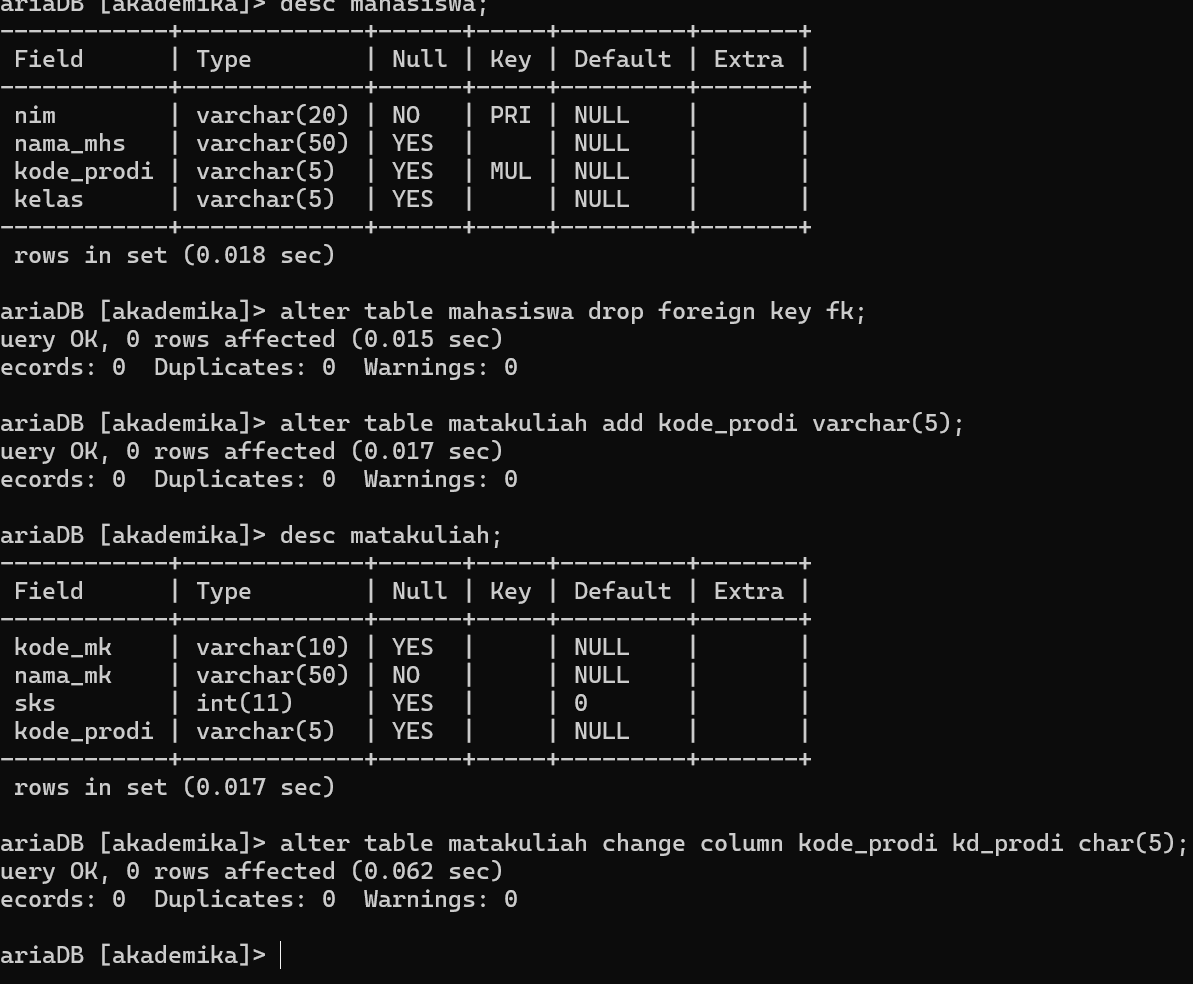 ariaDB [akademika]> desc mahasiswa;
------------+-------------+------+-----+---------+-------+
 Field      | Type        | Null | Key | Default | Extra |
------------+-------------+------+-----+---------+-------+
 nim        | varchar(20) | NO   | PRI | NULL    |       |
 nama_mhs   | varchar(50) | YES  |     | NULL    |       |
 kode_prodi | varchar(5)  | YES  | MUL | NULL    |       |
 kelas      | varchar(5)  | YES  |     | NULL    |       |
------------+-------------+------+-----+---------+-------+
 rows in set (0.018 sec)

ariaDB [akademika]> alter table mahasiswa drop foreign key fk;
uery OK, 0 rows affected (0.015 sec)
ecords: 0  Duplicates: 0  Warnings: 0

ariaDB [akademika]> alter table matakuliah add kode_prodi varchar(5);
uery OK, 0 rows affected (0.017 sec)
ecords: 0  Duplicates: 0  Warnings: 0

ariaDB [akademika]> desc matakuliah;
------------+-------------+------+-----+---------+-------+
 Field      | Type        | Null | Key | Default | Extra |
------------+-------------+------+-----+---------+-------+
 kode_mk    | varchar(10) | YES  |     | NULL    |       |
 nama_mk    | varchar(50) | NO   |     | NULL    |       |
 sks        | int(11)     | YES  |     | 0       |       |
 kode_prodi | varchar(5)  | YES  |     | NULL    |       |
------------+-------------+------+-----+---------+-------+
 rows in set (0.017 sec)

ariaDB [akademika]> alter table matakuliah change column kode_prodi kd_prodi char(5);
uery OK, 0 rows affected (0.062 sec)
ecords: 0  Duplicates: 0  Warnings: 0

ariaDB [akademika]>